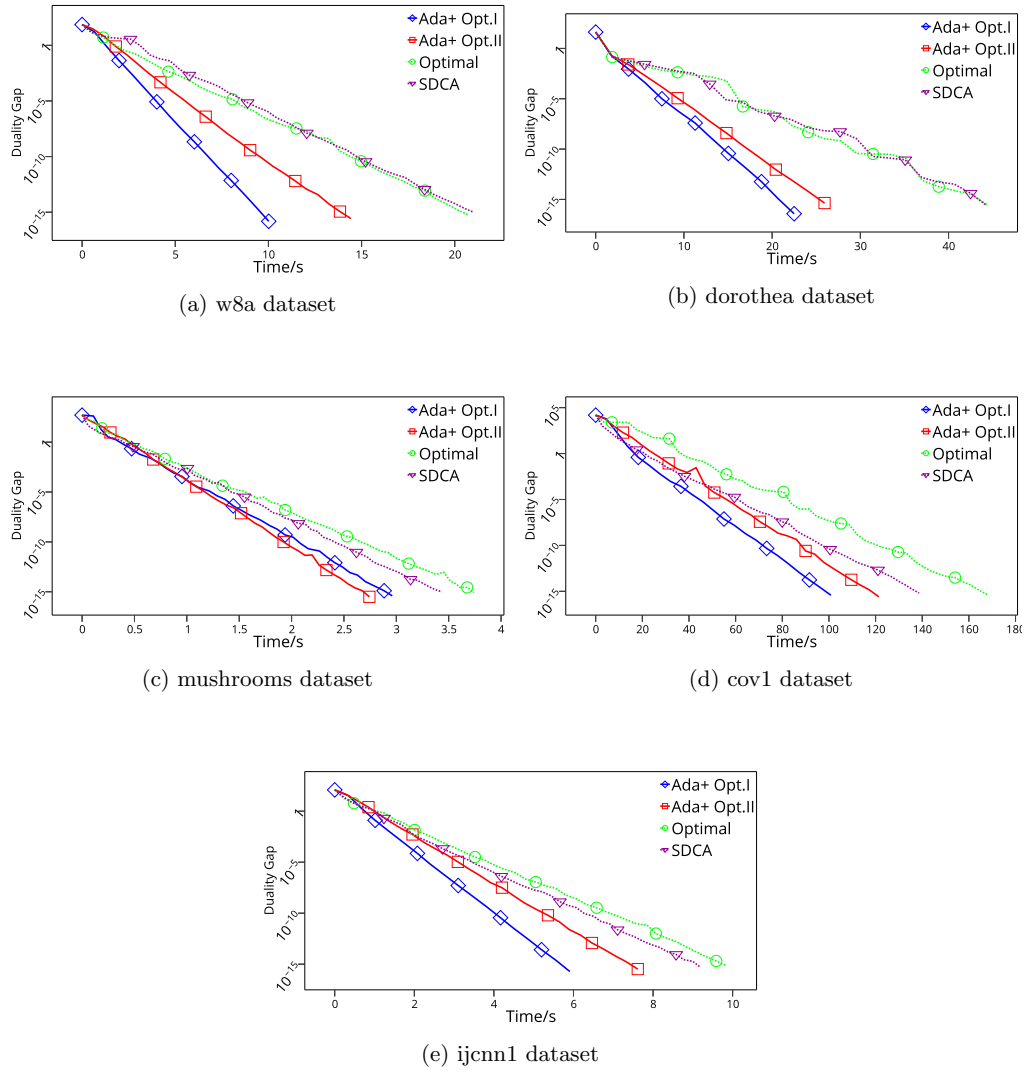 Ada+ Opt.I
Ada+ Opt.II
Optimal
SDCA
Duality Gap
1
10^-5
10^-10
10^-15
0 5 10 15 20
Time/s
(a) w8a dataset
Ada+ Opt.I
Ada+ Opt.II
Optimal
SDCA
Duality Gap
1
10^-5
10^-10
10^-15
0 10 20 30 40
Time/s
(b) dorothea dataset
Ada+ Opt.I
Ada+ Opt.II
Optimal
SDCA
Duality Gap
1
10^-5
10^-10
10^-15
0 0.5 1 1.5 2 2.5 3 3.5 4
Time/s
(c) mushrooms dataset
Ada+ Opt.I
Ada+ Opt.II
Optimal
SDCA
Duality Gap
10^5
1
10^-5
10^-10
10^-15
0 20 40 60 80 100 120 140 160 180
Time/s
(d) cov1 dataset
Ada+ Opt.I
Ada+ Opt.II
Optimal
SDCA
Duality Gap
1
10^-5
10^-10
10^-15
0 2 4 6 8 10
Time/s
(e) ijcnn1 dataset